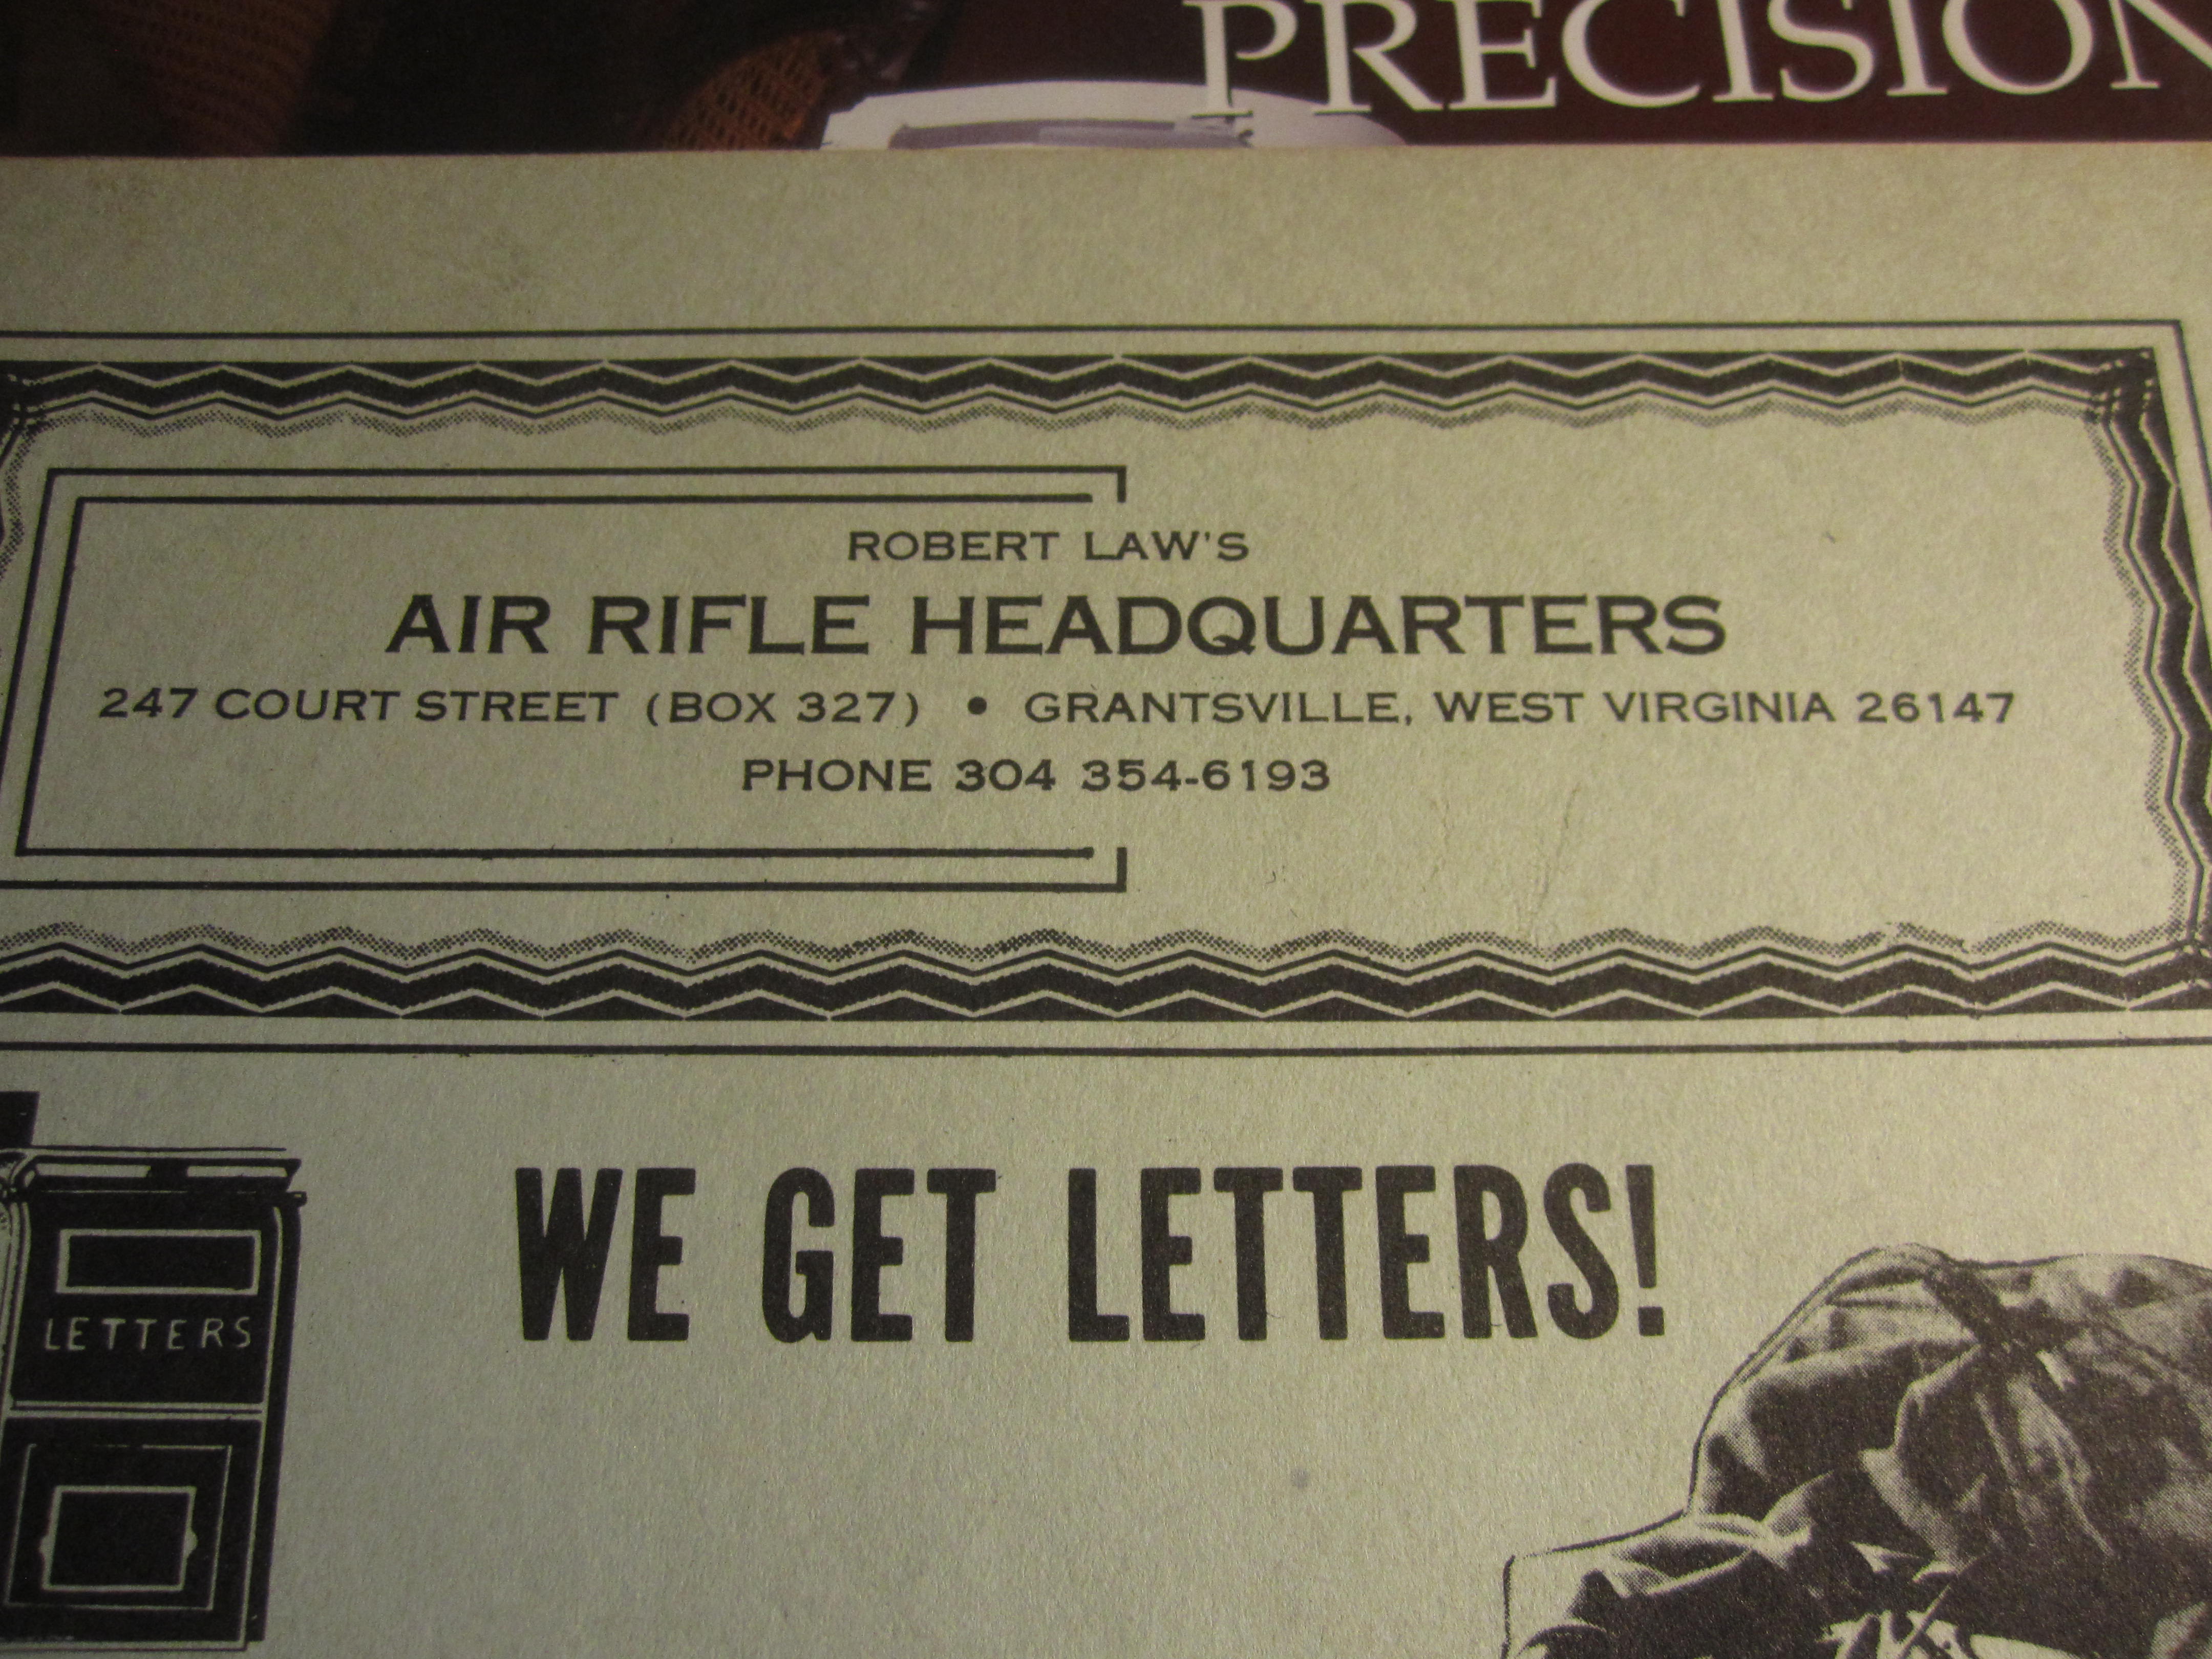 PRECISION
ROBERT LAW'S
AIR RIFLE HEADQUARTERS
247 COURT STREET (BOX 327) • GRANTSVILLE, WEST VIRGINIA 26147
PHONE 304 354-6193
WE GET LETTERS!
LETTERS